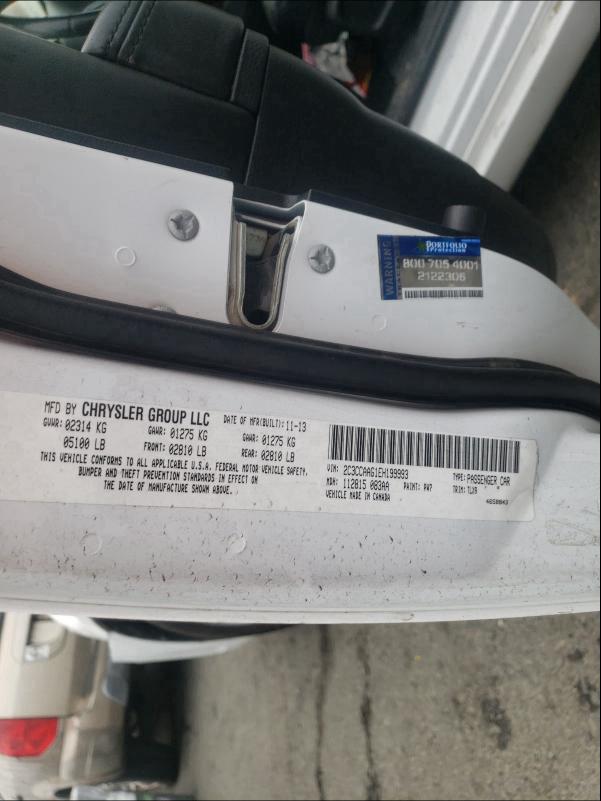 WARNING
PORTFOLIO
Protection
800 705 4001
2122306
MFD BY CHRYSLER GROUP LLC
DATE OF MFR(BUILT): 11-13
GVWR: 02314 KG
GAWR: 01275 KG
GAWR: 01275 KG
05100 LB
FRONT: 02810 LB
REAR: 02810 LB
THIS VEHICLE CONFORMS TO ALL APPLICABLE U.S.A. FEDERAL MOTOR VEHICLE SAFETY,
BUMPER AND THEFT PREVENTION STANDARDS IN EFFECT ON
THE DATE OF MANUFACTURE SHOWN ABOVE.
VIN: 2C3CCAAG1EH199993
TYPE: PASSENGER CAR
MDH: 112815 083AA
PAINT: PW7
TRIM: TLX9
VEHICLE MADE IN CANADA